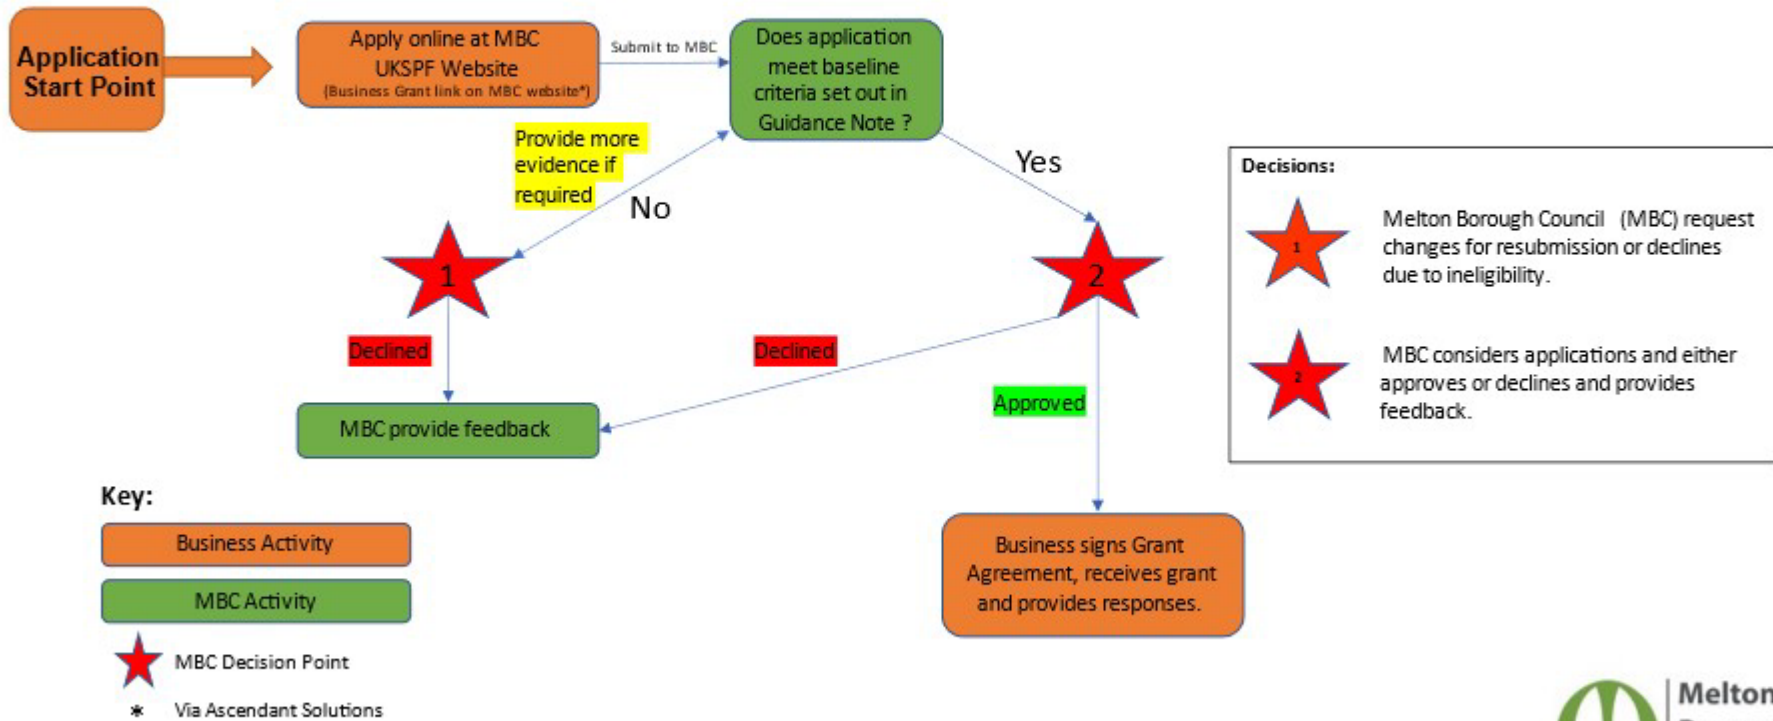 Application
Start Point
Apply online at MBC
UKSPF Website
(Business Grant link on MBC website*)
Submit to MBC
Does application
meet baseline
criteria set out in
Guidance Note ?
Provide more
evidence if
required
No
Yes
1
2
Declined
Declined
Approved
MBC provide feedback
Business signs Grant
Agreement, receives grant
and provides responses.
Decisions:
1
Melton Borough Council (MBC) request
changes for resubmission or declines
due to ineligibility.
2
MBC considers applications and either
approves or declines and provides
feedback.
Key:
Business Activity
MBC Activity
MBC Decision Point
* Via Ascendant Solutions
Melton